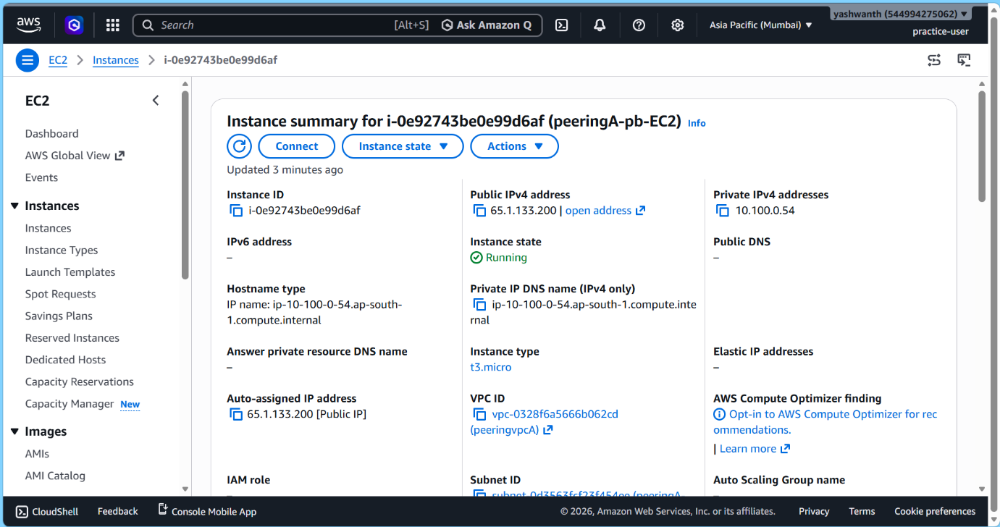 aws
Search [Alt+S] Ask Amazon Q
Asia Pacific (Mumbai) ▼
yashwanth (544994275062) ▼
practice-user
EC2 > Instances > i-0e92743be0e99d6af
EC2
Dashboard
AWS Global View
Events
▼ Instances
Instances
Instance Types
Launch Templates
Spot Requests
Savings Plans
Reserved Instances
Dedicated Hosts
Capacity Reservations
Capacity Manager New
▼ Images
AMIs
AMI Catalog
Instance summary for i-0e92743be0e99d6af (peeringA-pb-EC2) Info
Connect Instance state ▼ Actions ▼
Updated 3 minutes ago
Instance ID
i-0e92743be0e99d6af
Public IPv4 address
65.1.133.200 | open address
Private IPv4 addresses
10.100.0.54
IPv6 address
–
Instance state
Running
Public DNS
–
Hostname type
IP name: ip-10-100-0-54.ap-south-
1.compute.internal
Private IP DNS name (IPv4 only)
ip-10-100-0-54.ap-south-1.compute.inte
rnal
Answer private resource DNS name
–
Instance type
t3.micro
Elastic IP addresses
–
Auto-assigned IP address
65.1.133.200 [Public IP]
VPC ID
vpc-0328f6a5666b062cd
(peeringvpcA)
AWS Compute Optimizer finding
Opt-in to AWS Compute Optimizer for rec
ommendations.
| Learn more
IAM role
–
Subnet ID
(peeringA-
Auto Scaling Group name
–
CloudShell Feedback Console Mobile App
© 2026, Amazon Web Services, Inc. or its affiliates. Privacy Terms Cookie preferences